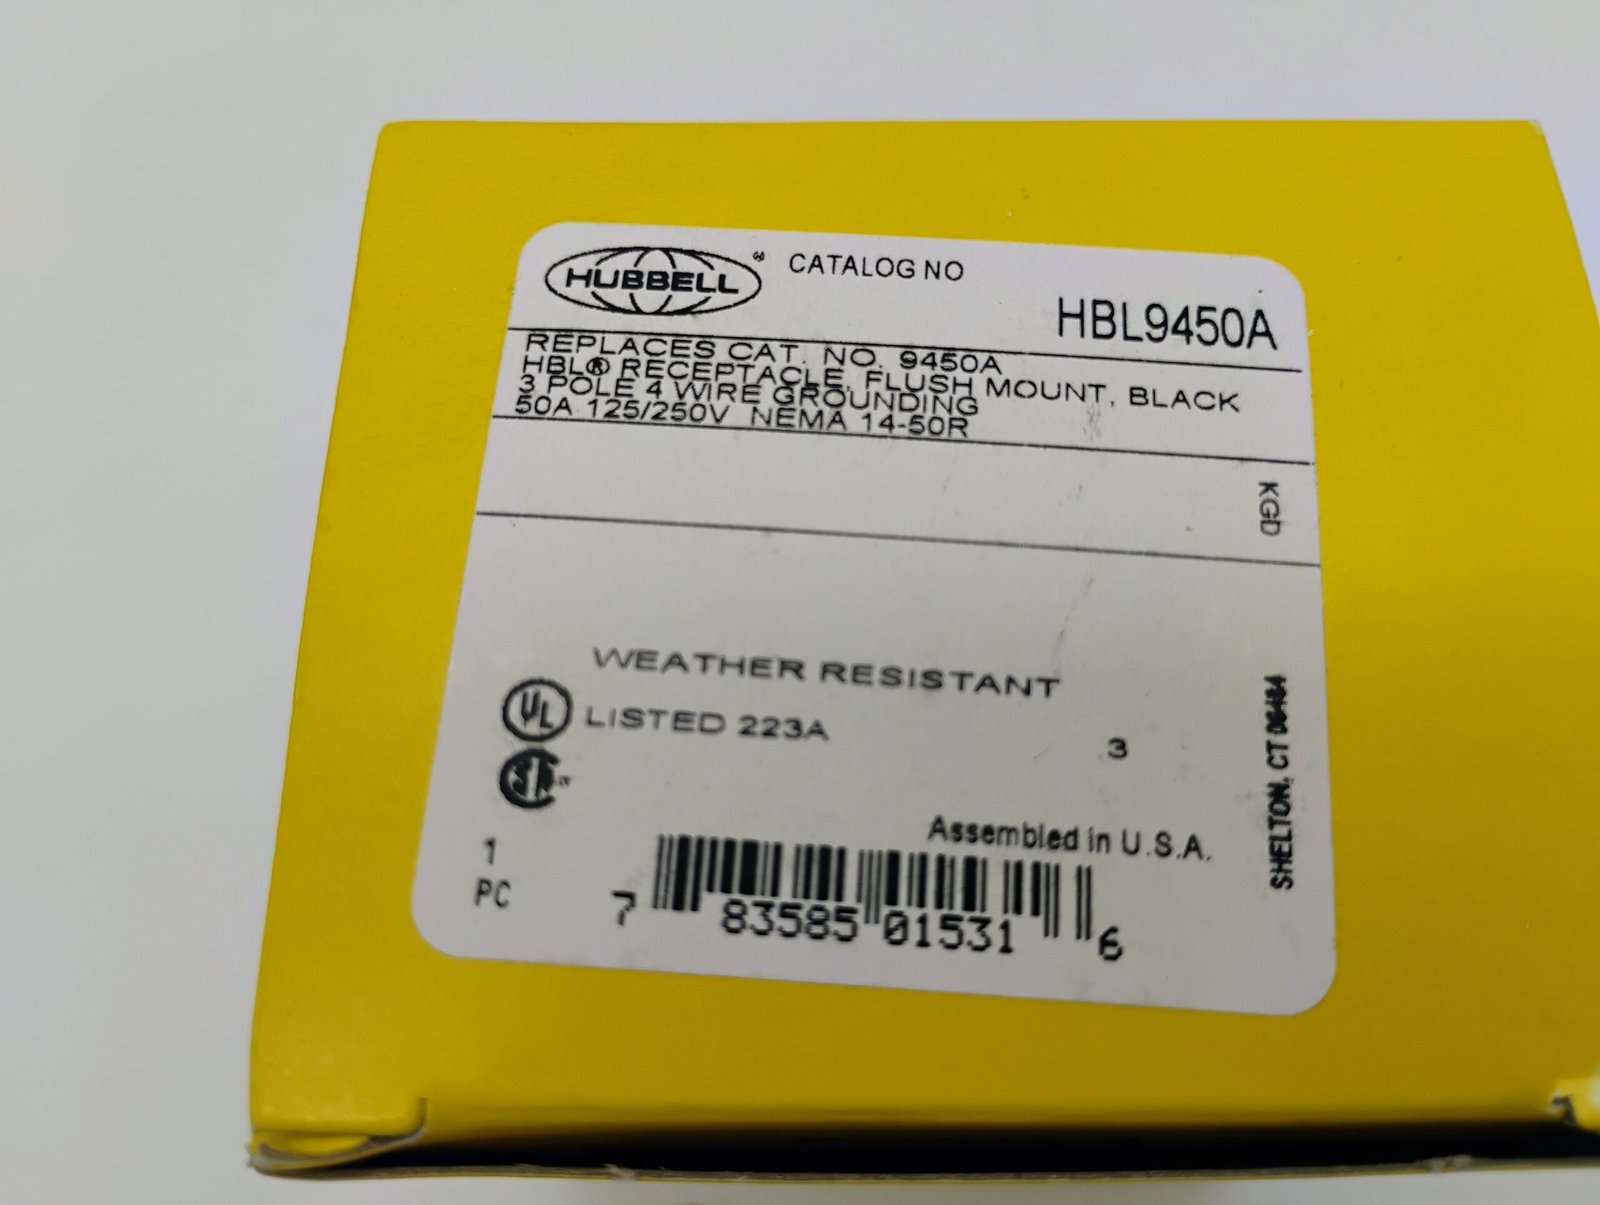 HUBBELL® CATALOG NO
HBL9450A
REPLACES CAT. NO. 9450A
HBL® RECEPTACLE, FLUSH MOUNT, BLACK
3 POLE 4 WIRE GROUNDING
50A 125/250V NEMA 14-50R
KGD
WEATHER RESISTANT
UL LISTED 223A
3
SHELTON, CT 06484
Assembled in U.S.A.
1
PC
7 83585 01531 6